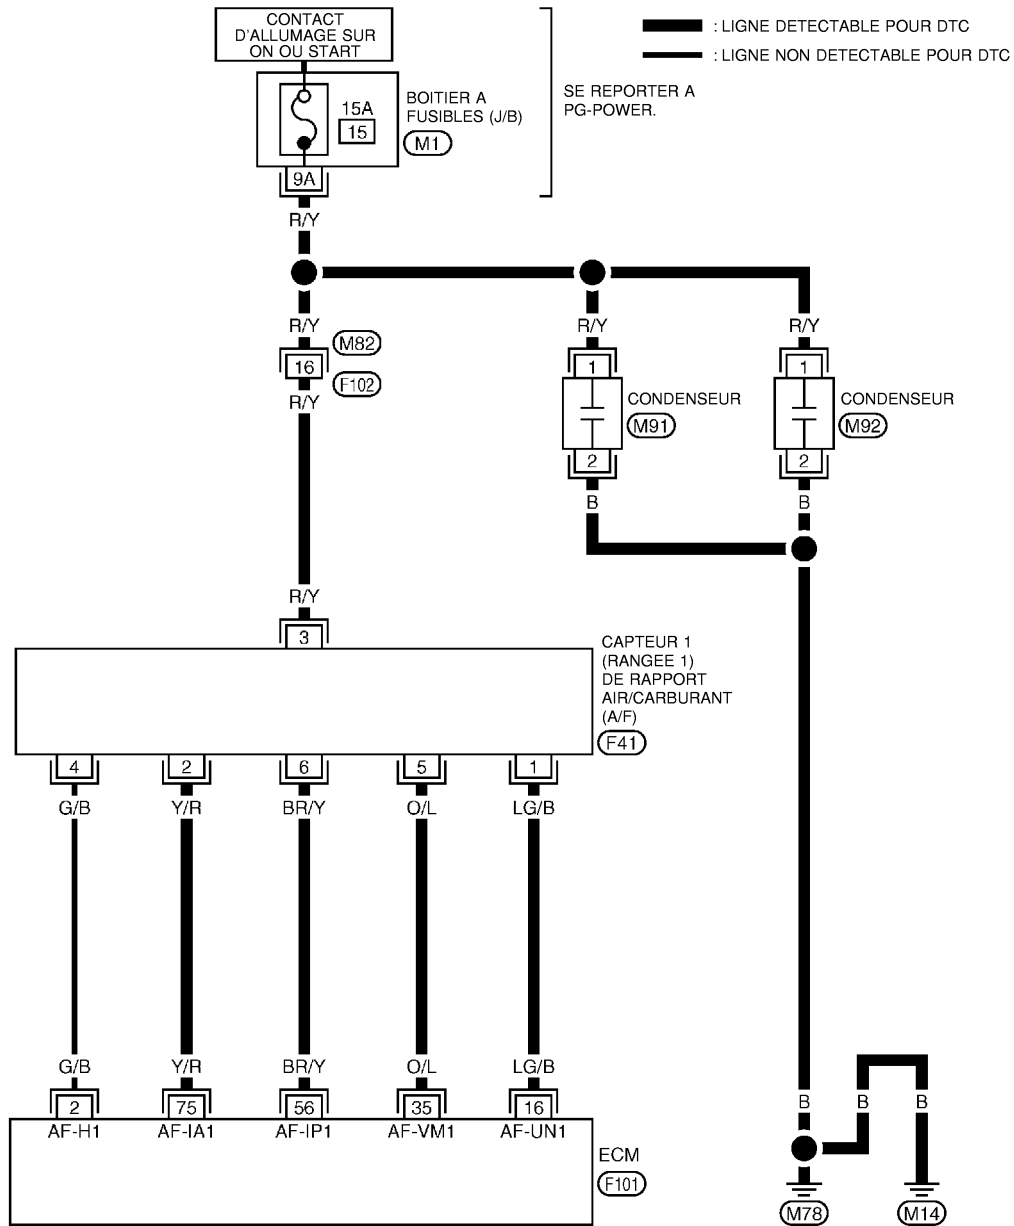 CONTACT
D'ALLUMAGE SUR
ON OU START
: LIGNE DETECTABLE POUR DTC
: LIGNE NON DETECTABLE POUR DTC
15A
15
BOITIER A
FUSIBLES (J/B)
M1
SE REPORTER A
PG-POWER.
9A
R/Y
R/Y
R/Y
R/Y
M82
16
F102
R/Y
1
1
CONDENSEUR
M91
CONDENSEUR
M92
2
2
B
B
R/Y
3
CAPTEUR 1
(RANGEE 1)
DE RAPPORT
AIR/CARBURANT
(A/F)
F41
4
2
6
5
1
G/B
Y/R
BR/Y
O/L
LG/B
G/B
Y/R
BR/Y
O/L
LG/B
2
75
56
35
16
AF-H1
AF-IA1
AF-IP1
AF-VM1
AF-UN1
ECM
F101
B
B
B
M78
M14